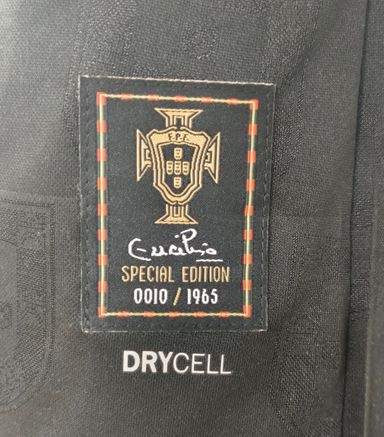 F.P.F.
SPECIAL EDITION
0010 / 1965
DRYCELL